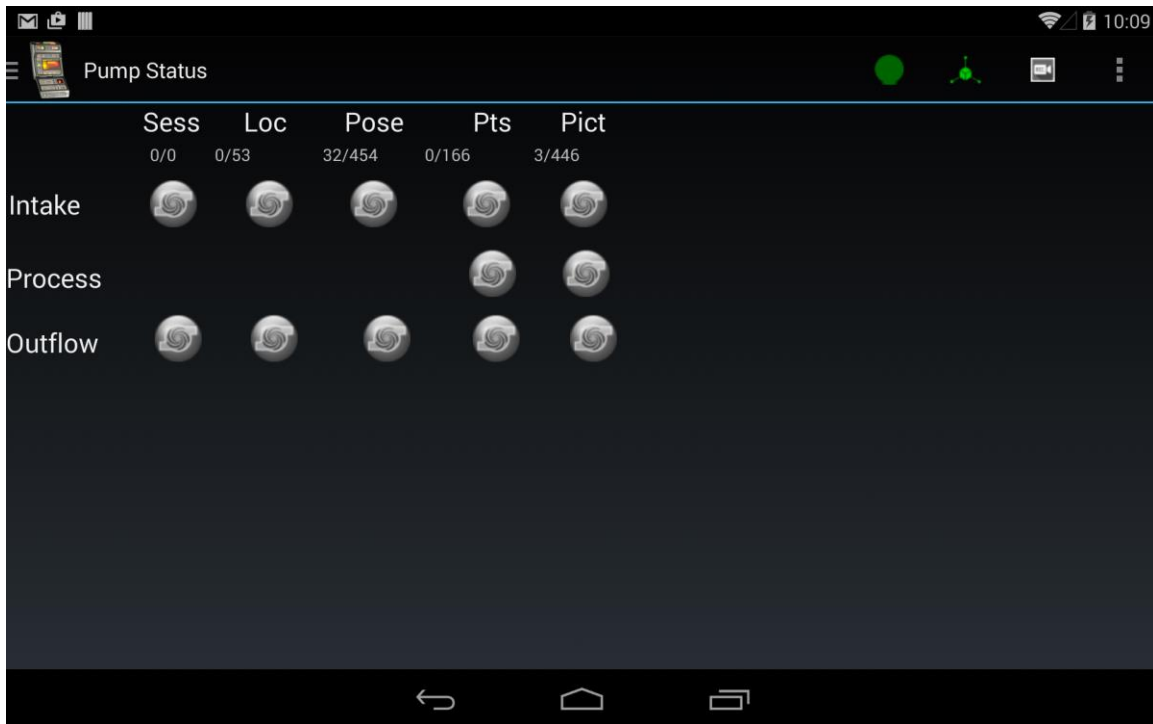 10:09
Pump Status
Sess Loc Pose Pts Pict
0/0 0/53 32/454 0/166 3/446
Intake
Process
Outflow